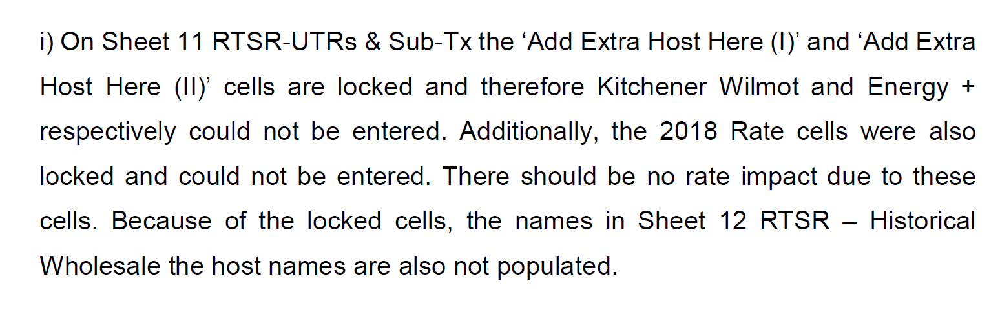 i) On Sheet 11 RTSR-UTRs & Sub-Tx the ‘Add Extra Host Here (I)’ and ‘Add Extra
Host Here (II)’ cells are locked and therefore Kitchener Wilmot and Energy +
respectively could not be entered. Additionally, the 2018 Rate cells were also
locked and could not be entered. There should be no rate impact due to these
cells. Because of the locked cells, the names in Sheet 12 RTSR – Historical
Wholesale the host names are also not populated.